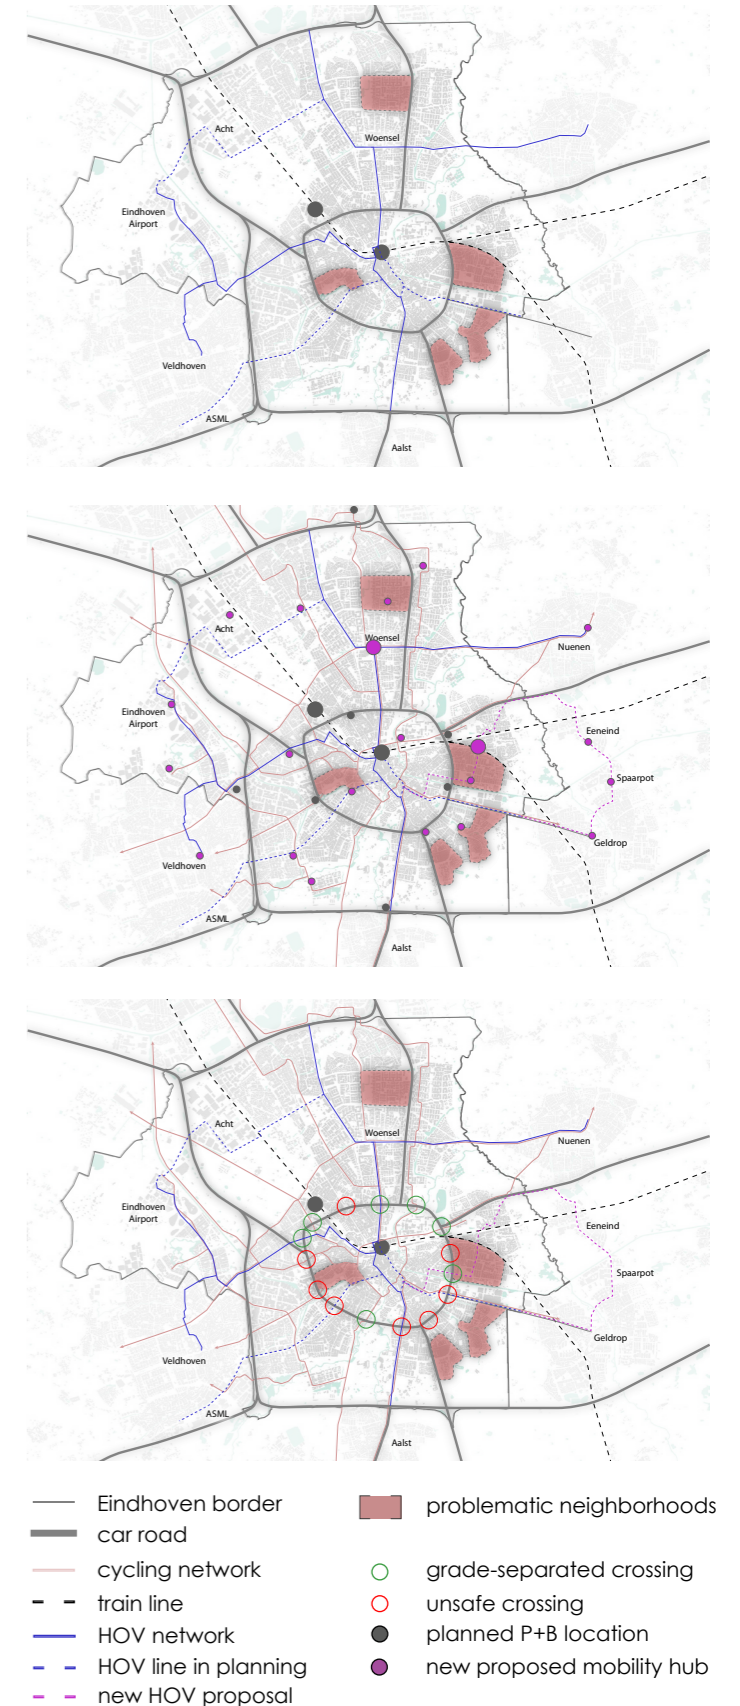 Acht
Woensel
Eindhoven
Airport
Veldhoven
ASML
Aalst
Acht
Woensel
Nuenen
Eindhoven
Airport
Eeneind
Spaarpot
Geldrop
Veldhoven
ASML
Aalst
Acht
Woensel
Nuenen
Eindhoven
Airport
Eeneind
Spaarpot
Geldrop
Veldhoven
ASML
Aalst
Eindhoven border
car road
cycling network
train line
HOV network
HOV line in planning
new HOV proposal
problematic neighborhoods
grade-separated crossing
unsafe crossing
planned P+B location
new proposed mobility hub